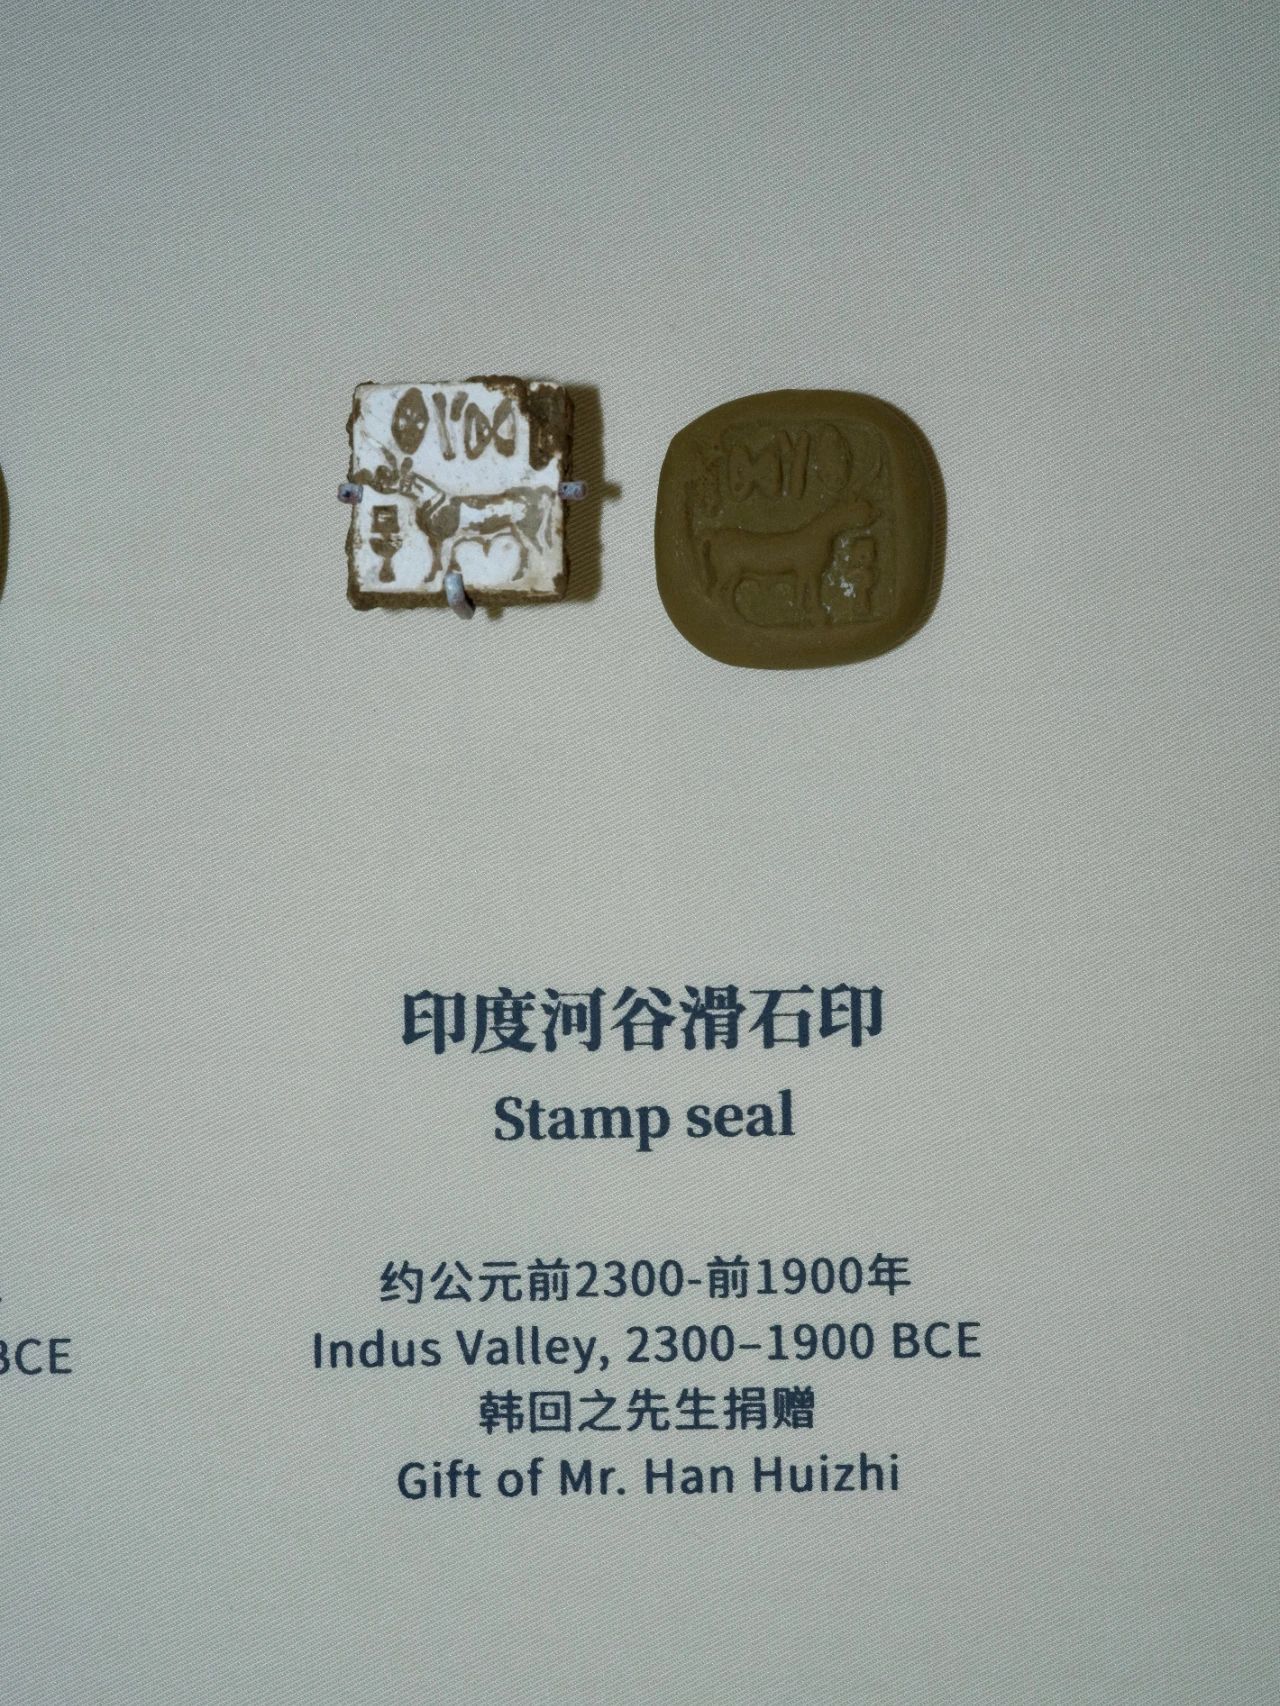 印度河谷滑石印
Stamp seal
约公元前2300-前1900年
Indus Valley, 2300–1900 BCE
韩回之先生捐赠
Gift of Mr. Han Huizhi
BCE